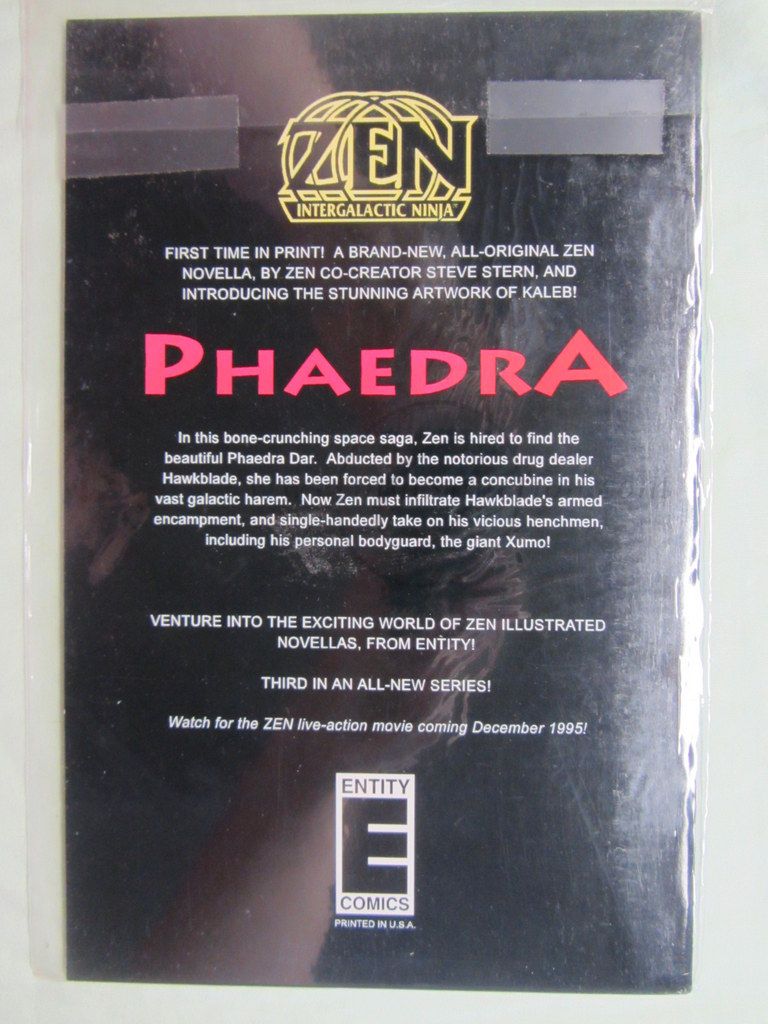 ZEN
INTERGALACTIC NINJA™
FIRST TIME IN PRINT! A BRAND-NEW, ALL-ORIGINAL ZEN
NOVELLA, BY ZEN CO-CREATOR STEVE STERN, AND
INTRODUCING THE STUNNING ARTWORK OF KALEB!
PHAEDRA
In this bone-crunching space saga, Zen is hired to find the
beautiful Phaedra Dar. Abducted by the notorious drug dealer
Hawkblade, she has been forced to become a concubine in his
vast galactic harem. Now Zen must infiltrate Hawkblade's armed
encampment, and single-handedly take on his vicious henchmen,
including his personal bodyguard, the giant Xumo!
VENTURE INTO THE EXCITING WORLD OF ZEN ILLUSTRATED
NOVELLAS, FROM ENTITY!
THIRD IN AN ALL-NEW SERIES!
Watch for the ZEN live-action movie coming December 1995!
ENTITY
E
COMICS
PRINTED IN U.S.A.